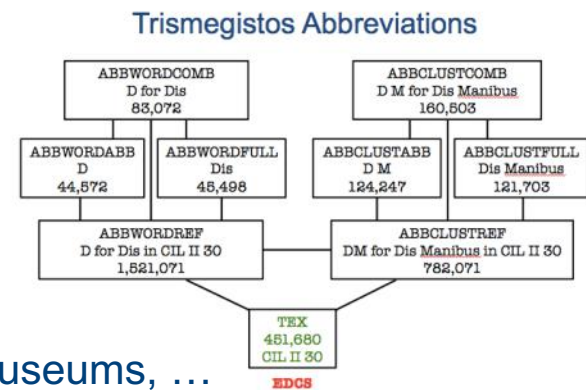 Trismegistos Abbreviations
ABBWORDCOMB
D for Dis
83,072
ABBCLUSTCOMB
D M for Dis Manibus
160,503
ABBWORDABB
D
44,572
ABBWORDFULL
Dis
45,498
ABBCLUSTABB
D M
124,247
ABBCLUSTFULL
Dis Manibus
121,703
ABBWORDREF
D for Dis in CIL II 30
1,521,071
ABBCLUSTREF
DM for Dis Manibus in CIL II 30
782,071
TEX
451,680
CIL II 30
EDCS
useums, …